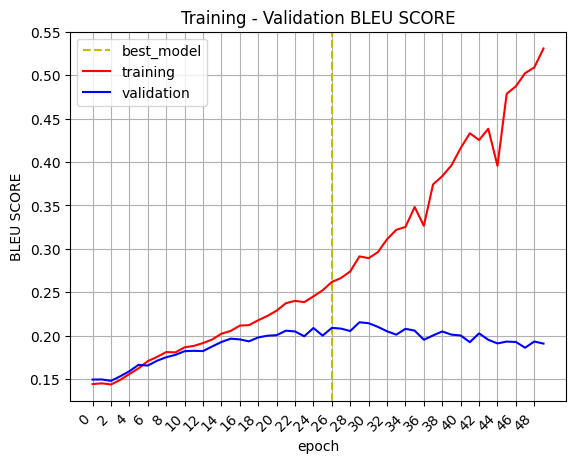 Training - Validation BLEU SCORE
best_model
training
validation
BLEU SCORE
0.55
0.50
0.45
0.40
0.35
0.30
0.25
0.20
0.15
0 2 4 6 8 10 12 14 16 18 20 22 24 26 28 30 32 34 36 38 40 42 44 46 48
epoch